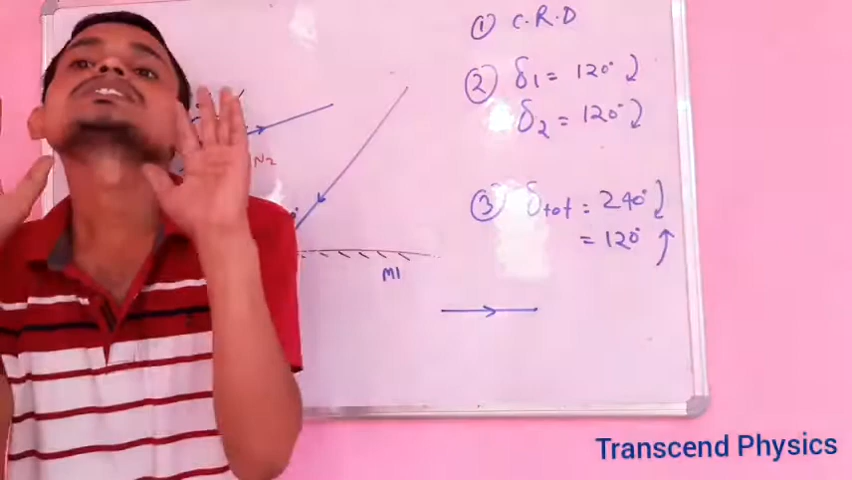 ① C.R.D
② δ1 = 120° ⤵
δ2 = 120° ⤵
③ δtot = 240° ⤵
= 120° ⤴
N2
M1
Transcend Physics